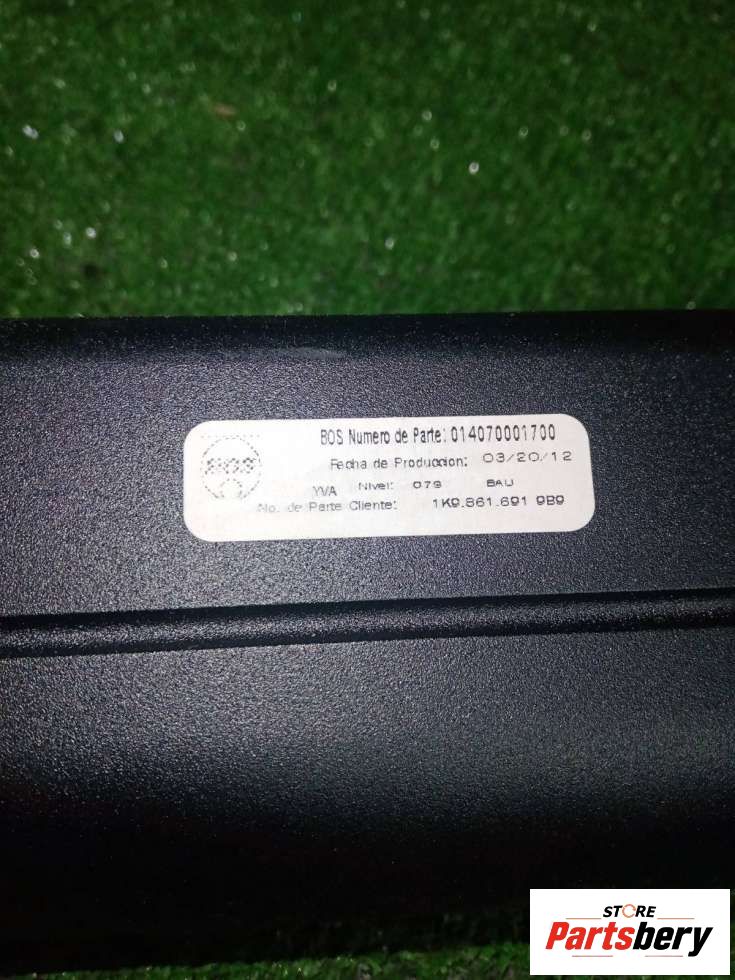 BOS
BOS Numero de Parte: 014070001700
Fecha de Produccion: 03/20/12
YVA Nivel: 079 BAU
No. de Parte Cliente: 1K9.861.691 9B9
STORE
Partsbery